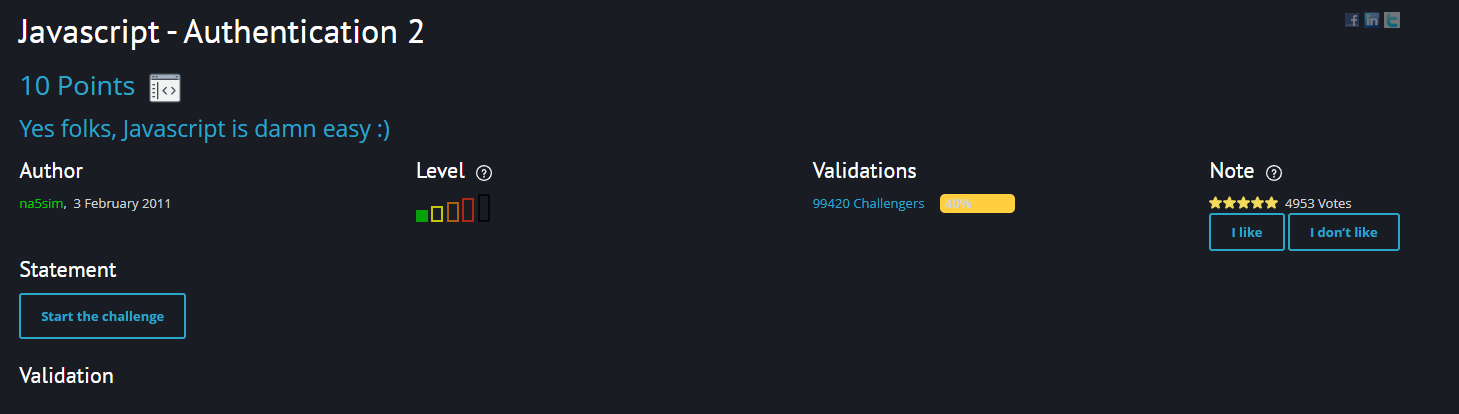 Javascript - Authentication 2
10 Points
Yes folks, Javascript is damn easy :)
Author
na5sim, 3 February 2011
Level ?
Validations
99420 Challengers 40%
Note ?
4953 Votes
I like I don’t like
Statement
Start the challenge
Validation